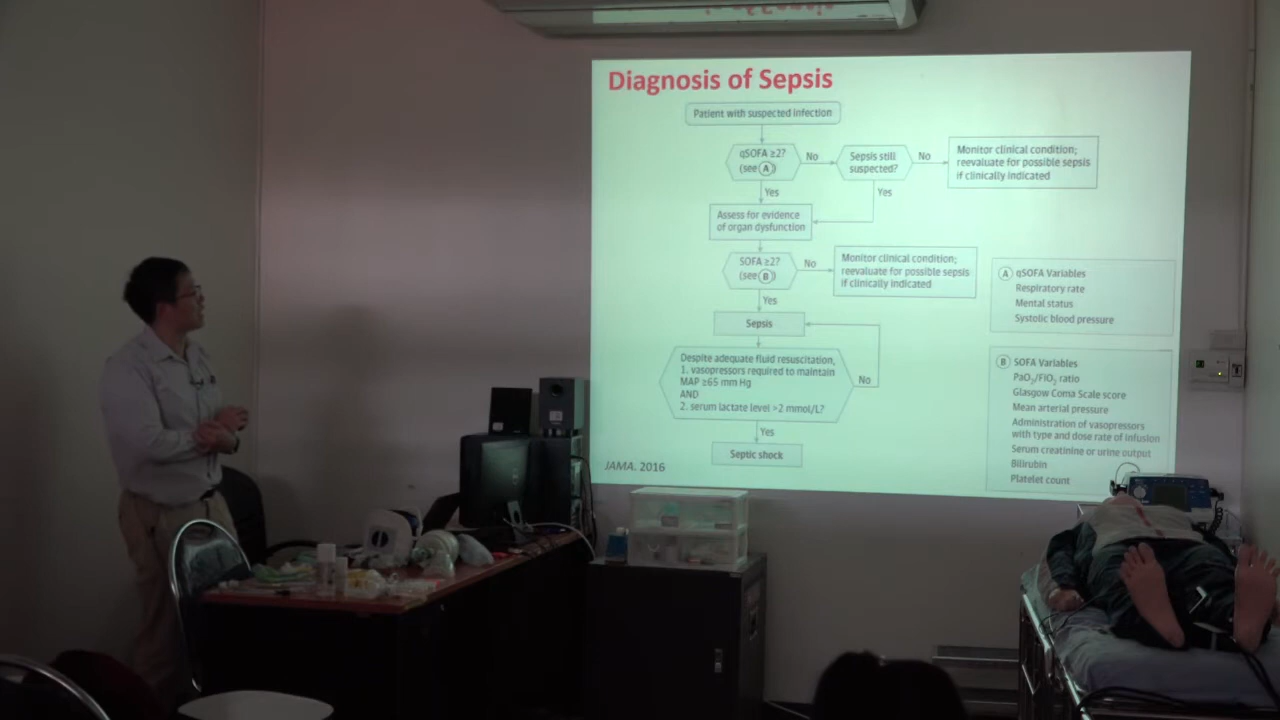 Diagnosis of Sepsis
Patient with suspected infection
qSOFA ≥2?
(see A)
No
Sepsis still
suspected?
No
Monitor clinical condition;
reevaluate for possible sepsis
if clinically indicated
Yes
Yes
Assess for evidence
of organ dysfunction
SOFA ≥2?
(see B)
No
Monitor clinical condition;
reevaluate for possible sepsis
if clinically indicated
Yes
Sepsis
Despite adequate fluid resuscitation,
1. vasopressors required to maintain
MAP ≥65 mm Hg
AND
2. serum lactate level >2 mmol/L?
No
Yes
Septic shock
JAMA. 2016
A qSOFA Variables
Respiratory rate
Mental status
Systolic blood pressure
B SOFA Variables
PaO2/FiO2 ratio
Glasgow Coma Scale score
Mean arterial pressure
Administration of vasopressors
with type and dose rate of infusion
Serum creatinine or urine output
Bilirubin
Platelet count